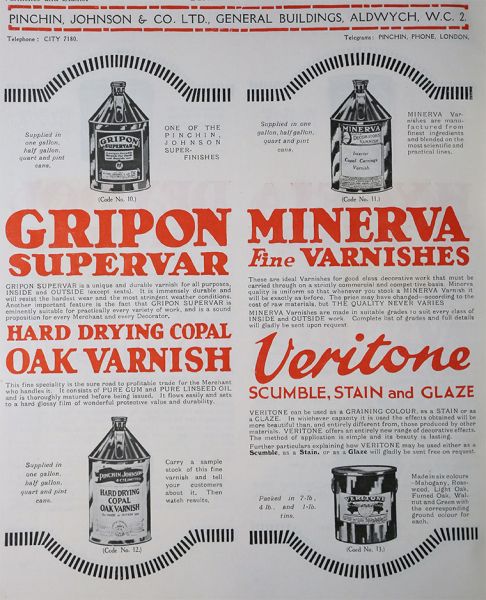 PINCHIN, JOHNSON & CO. LTD., GENERAL BUILDINGS, ALDWYCH, W.C. 2.
Telephone : CITY 7180.
Telegrams : PINCHIN, PHONE, LONDON,
Supplied in
one gallon,
half gallon,
quart and pint
cans.
GRIPON
SUPERVAR
ONE OF THE
PINCHIN,
JOHNSON
SUPER-
FINISHES
(Code No. 10.)
GRIPON
SUPERVAR
GRIPON SUPERVAR is a unique and durable varnish for all purposes,
INSIDE and OUTSIDE (except seats). It is immensely durable and
will resist the hardest wear and the most stringent weather conditions.
Another important feature is the fact that GRIPON SUPERVAR is
eminently suitable for practically every variety of work, and is a sound
proposition for every Merchant and every Decorator.
HARD DRYING COPAL
OAK VARNISH
This fine speciality is the sure road to profitable trade for the Merchant
who handles it. It consists of PURE GUM and PURE LINSEED OIL
and is thoroughly matured before being issued. It flows easily and sets
to a hard glossy film of wonderful protective value and durability.
Supplied in
one gallon,
half gallon,
quart and pint
cans.
PINCHIN JOHNSON
HARD DRYING
COPAL
OAK VARNISH
Carry a sample
stock of this fine
varnish and tell
your customers
about it. Then
watch results.
(Code No. 12.)
Supplied in one
gallon, half gallon,
quart and pint
cans.
MINERVA
DECORATORS
VARNISH
Interior
Copal Carriage
Varnish
MINERVA Var-
nishes are manu-
factured from
finest ingredients
and blended on the
most scientific and
practical lines.
(Code No. 11.)
MINERVA
Fine VARNISHES
These are ideal Varnishes for good class decorative work that must be
carried through on a strictly commercial and competitive basis. Minerva
quality is uniform so that whenever you stock a MINERVA Varnish it
will be exactly as before. The price may have changed—according to the
cost of raw materials, but THE QUALITY NEVER VARIES
MINERVA Varnishes are made in suitable grades to suit every class of
INSIDE and OUTSIDE work. Complete list of grades and full details
will gladly be sent upon request
Veritone
SCUMBLE, STAIN and GLAZE
VERITONE can be used as a GRAINING COLOUR, as a STAIN or as
a GLAZE. In whichever capacity it is used the effects obtained will be
more beautiful than, and entirely different from, those produced by other
materials. VERITONE offers an entirely new range of decorative effects.
The method of application is simple and its beauty is lasting.
Further particulars explaining how VERITONE may be used either as a
Scumble, as a Stain, or as a Glaze will gladly be sent free on request.
Packed in 7-lb.,
4 lb. and 1-lb.
tins.
VERITONE
Made in six colours
—Mahogany, Rose-
wood, Light Oak,
Fumed Oak, Wal-
nut and Green with
the corresponding
ground colour for
each.
(Cord No. 13.)